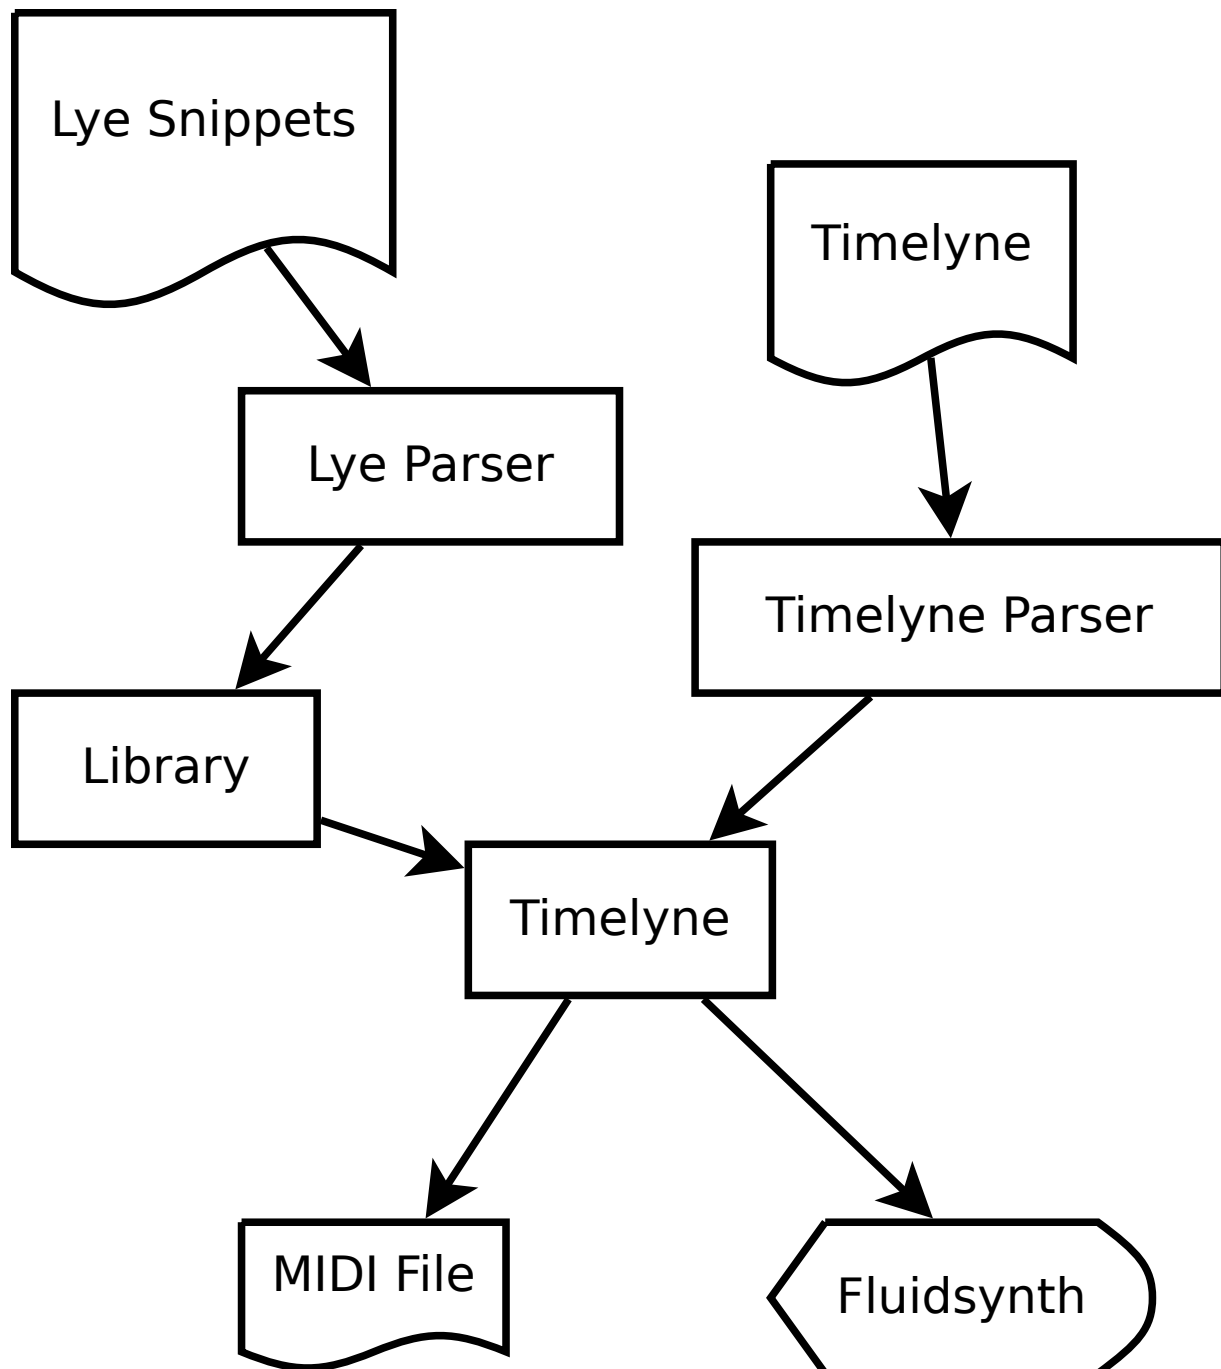 Lye Snippets
Timelyne
Lye Parser
Timelyne Parser
Library
Timelyne
MIDI File
Fluidsynth